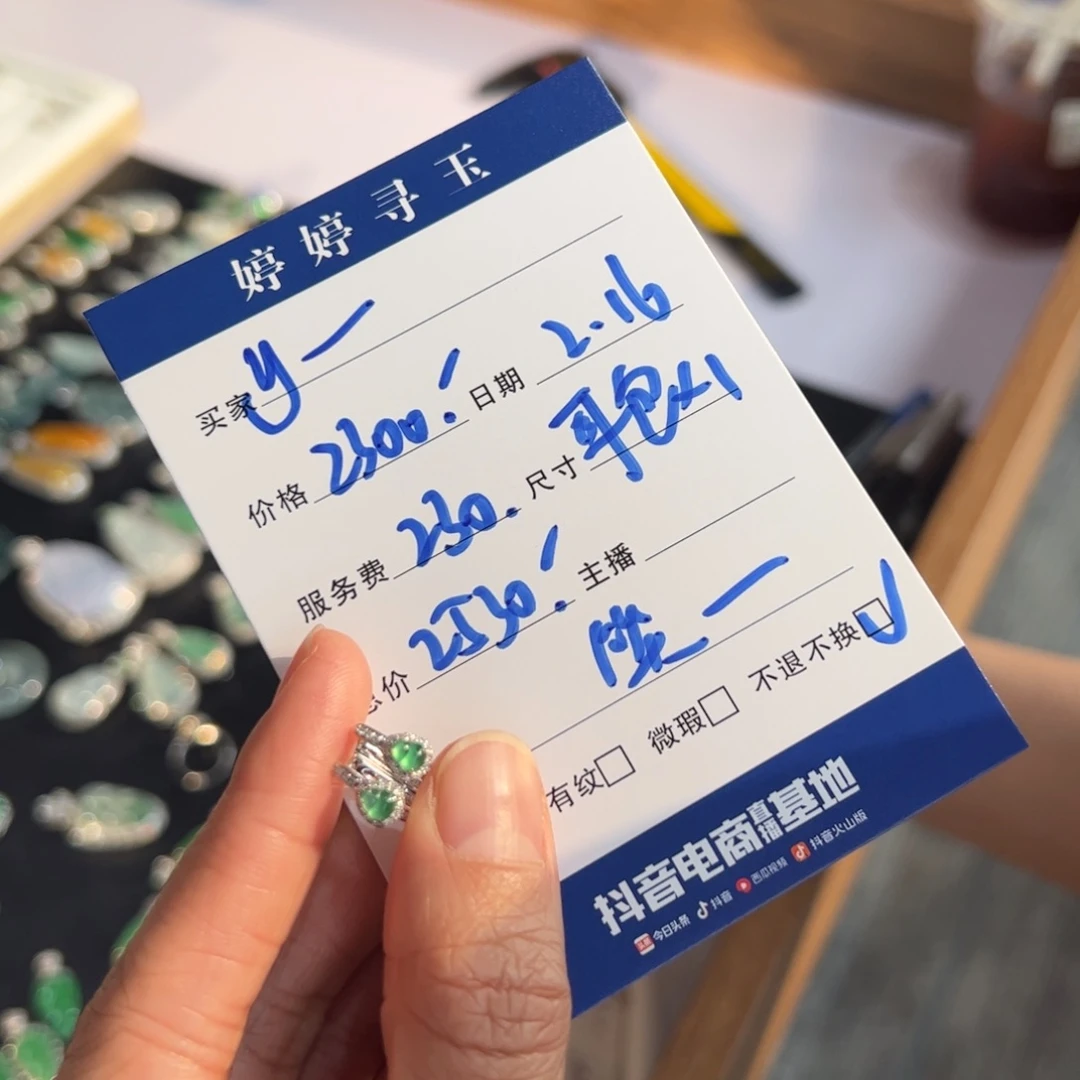 婷婷寻玉
买家 y一
价格 2300! 日期 2.16
服务费 230. 尺寸 耳包x1
总价 2530! 主播
有纹□ 微瑕□ 不退不换☑
抖音电商直播基地
今日头条 抖音 西瓜视频 抖音火山版